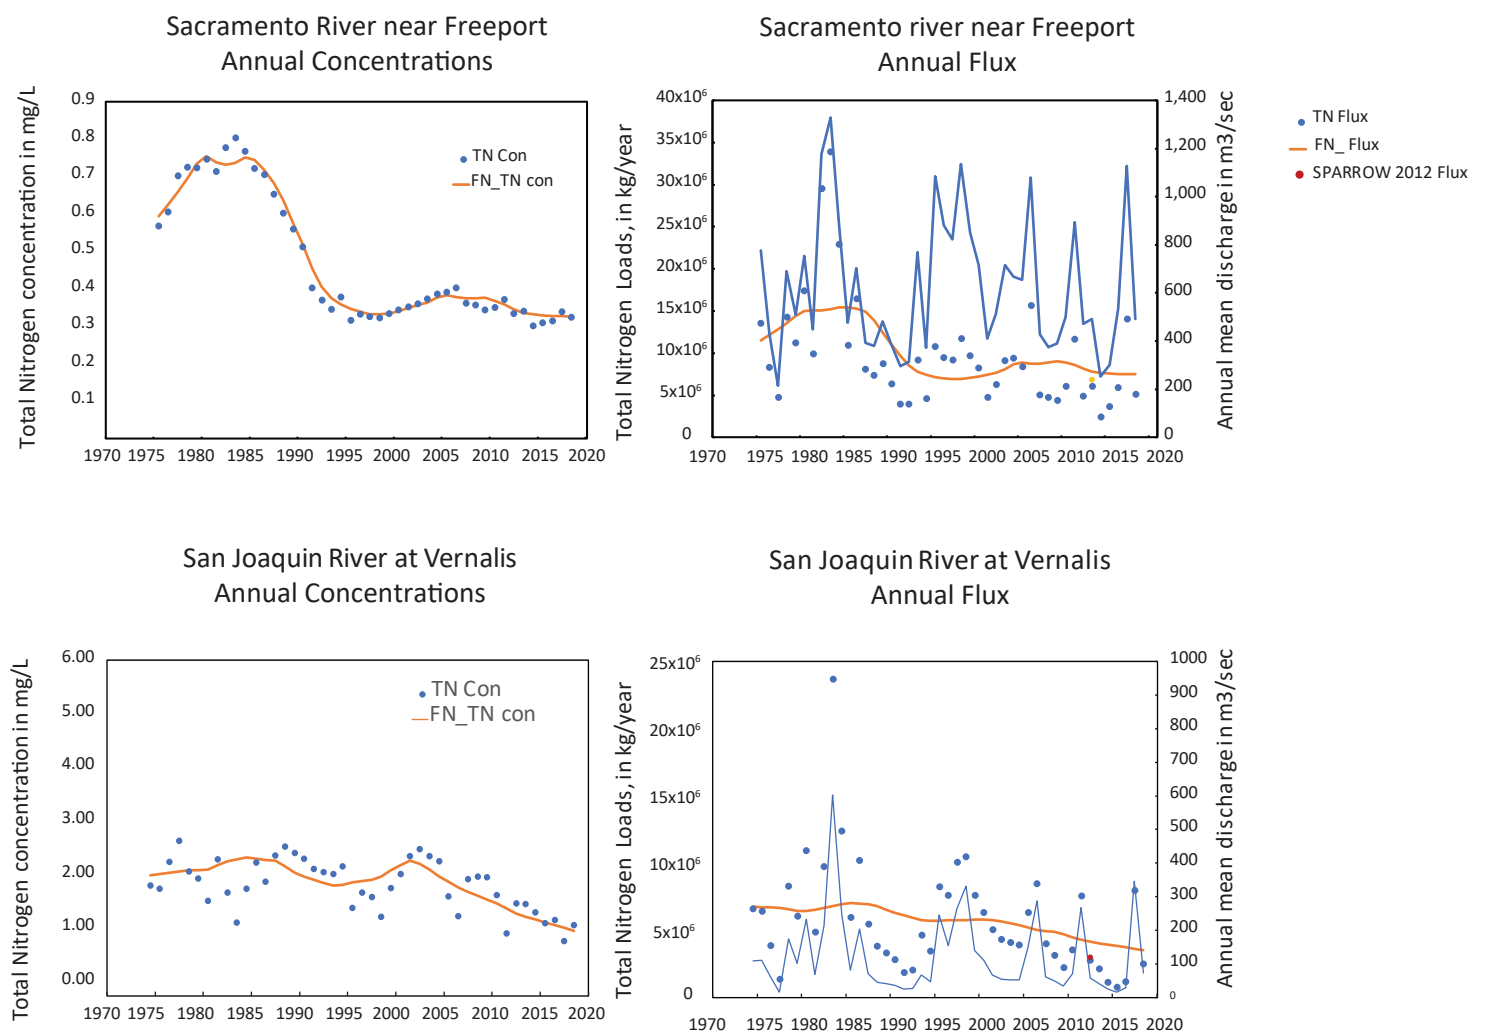 Sacramento River near Freeport
Annual Concentrations
Total Nitrogen concentration in mg/L
0.9
0.8
0.7
0.6
0.5
0.4
0.3
0.2
0.1
TN Con
FN_TN con
1970 1975 1980 1985 1990 1995 2000 2005 2010 2015 2020
Sacramento river near Freeport
Annual Flux
Total Nitrogen Loads, in kg/year
40x10⁶
35x10⁶
30x10⁶
25x10⁶
20x10⁶
15x10⁶
10x10⁶
5x10⁶
0
1,400
1,200
1,000
800
600
400
200
0
Annual mean discharge in m3/sec
1970 1975 1980 1985 1990 1995 2000 2005 2010 2015 2020
TN Flux
FN_ Flux
SPARROW 2012 Flux
San Joaquin River at Vernalis
Annual Concentrations
Total Nitrogen concentration in mg/L
6.00
5.00
4.00
3.00
2.00
1.00
0.00
TN Con
FN_TN con
1970 1975 1980 1985 1990 1995 2000 2005 2010 2015 2020
San Joaquin River at Vernalis
Annual Flux
Total Nitrogen Loads, in kg/year
25x10⁶
20x10⁶
15x10⁶
10x10⁶
5x10⁶
0
1000
900
800
700
600
500
400
300
200
100
0
Annual mean discharge in m3/sec
1970 1975 1980 1985 1990 1995 2000 2005 2010 2015 2020